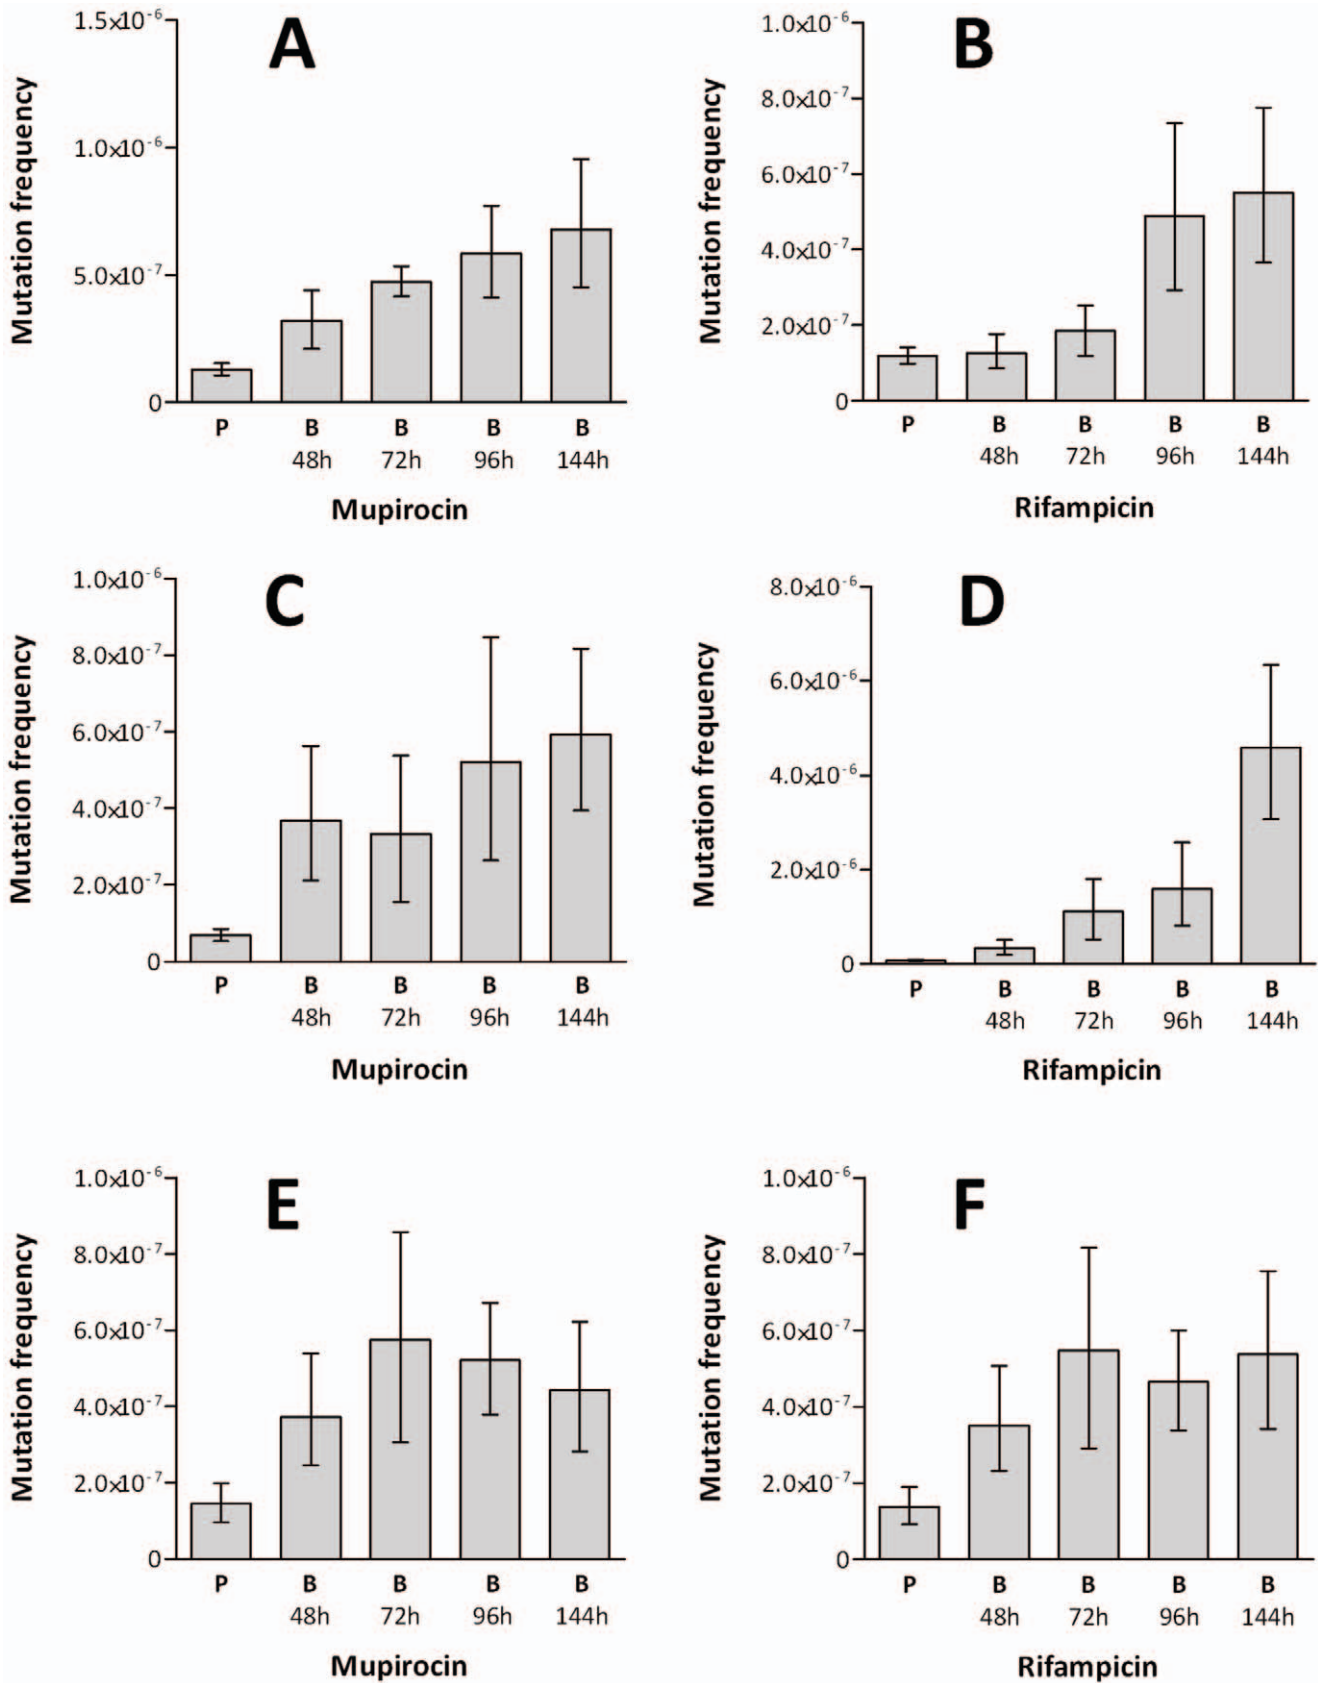 A
Mutation frequency
1.5x10-6
1.0x10-6
5.0x10-7
0
P B B B B
48h 72h 96h 144h
Mupirocin
B
Mutation frequency
1.0x10-6
8.0x10-7
6.0x10-7
4.0x10-7
2.0x10-7
0
P B B B B
48h 72h 96h 144h
Rifampicin
C
Mutation frequency
1.0x10-6
8.0x10-7
6.0x10-7
4.0x10-7
2.0x10-7
0
P B B B B
48h 72h 96h 144h
Mupirocin
D
Mutation frequency
8.0x10-6
6.0x10-6
4.0x10-6
2.0x10-6
0
P B B B B
48h 72h 96h 144h
Rifampicin
E
Mutation frequency
1.0x10-6
8.0x10-7
6.0x10-7
4.0x10-7
2.0x10-7
0
P B B B B
48h 72h 96h 144h
Mupirocin
F
Mutation frequency
1.0x10-6
8.0x10-7
6.0x10-7
4.0x10-7
2.0x10-7
0
P B B B B
48h 72h 96h 144h
Rifampicin